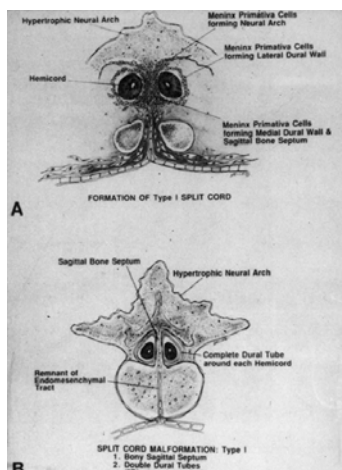 Hypertrophic Neural Arch
Meninx Primativa Cells
forming Neural Arch
Meninx Primativa Cells
forming Lateral Dural Wall
Hemicord
Meninx Primativa Cells
forming Medial Dural Wall &
Sagittal Bone Septum
A
FORMATION OF Type I SPLIT CORD
Sagittal Bone Septum
Hypertrophic Neural Arch
Complete Dural Tube
around each Hemicord
Remnant of
Endomesenchymal
Tract
SPLIT CORD MALFORMATION: Type I
1. Bony Sagittal Septum
2. Double Dural Tubes
B